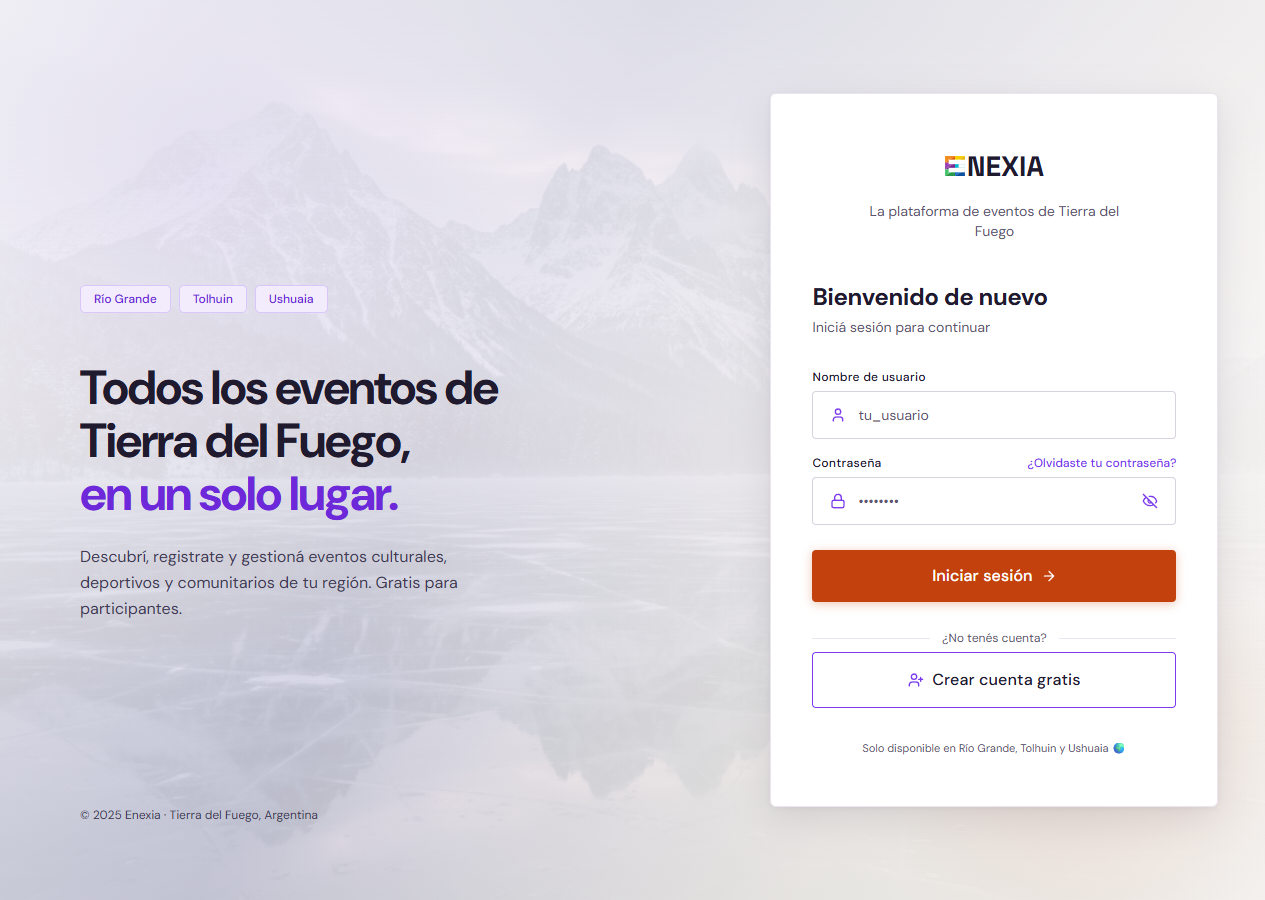 Río Grande
Tolhuin
Ushuaia
Todos los eventos de
Tierra del Fuego,
en un solo lugar.
Descubrí, registrate y gestioná eventos culturales,
deportivos y comunitarios de tu región. Gratis para
participantes.
© 2025 Enexia · Tierra del Fuego, Argentina
ENEXIA
La plataforma de eventos de Tierra del
Fuego
Bienvenido de nuevo
Iniciá sesión para continuar
Nombre de usuario
tu_usuario
Contraseña
¿Olvidaste tu contraseña?
••••••••
Iniciar sesión →
¿No tenés cuenta?
Crear cuenta gratis
Solo disponible en Río Grande, Tolhuin y Ushuaia